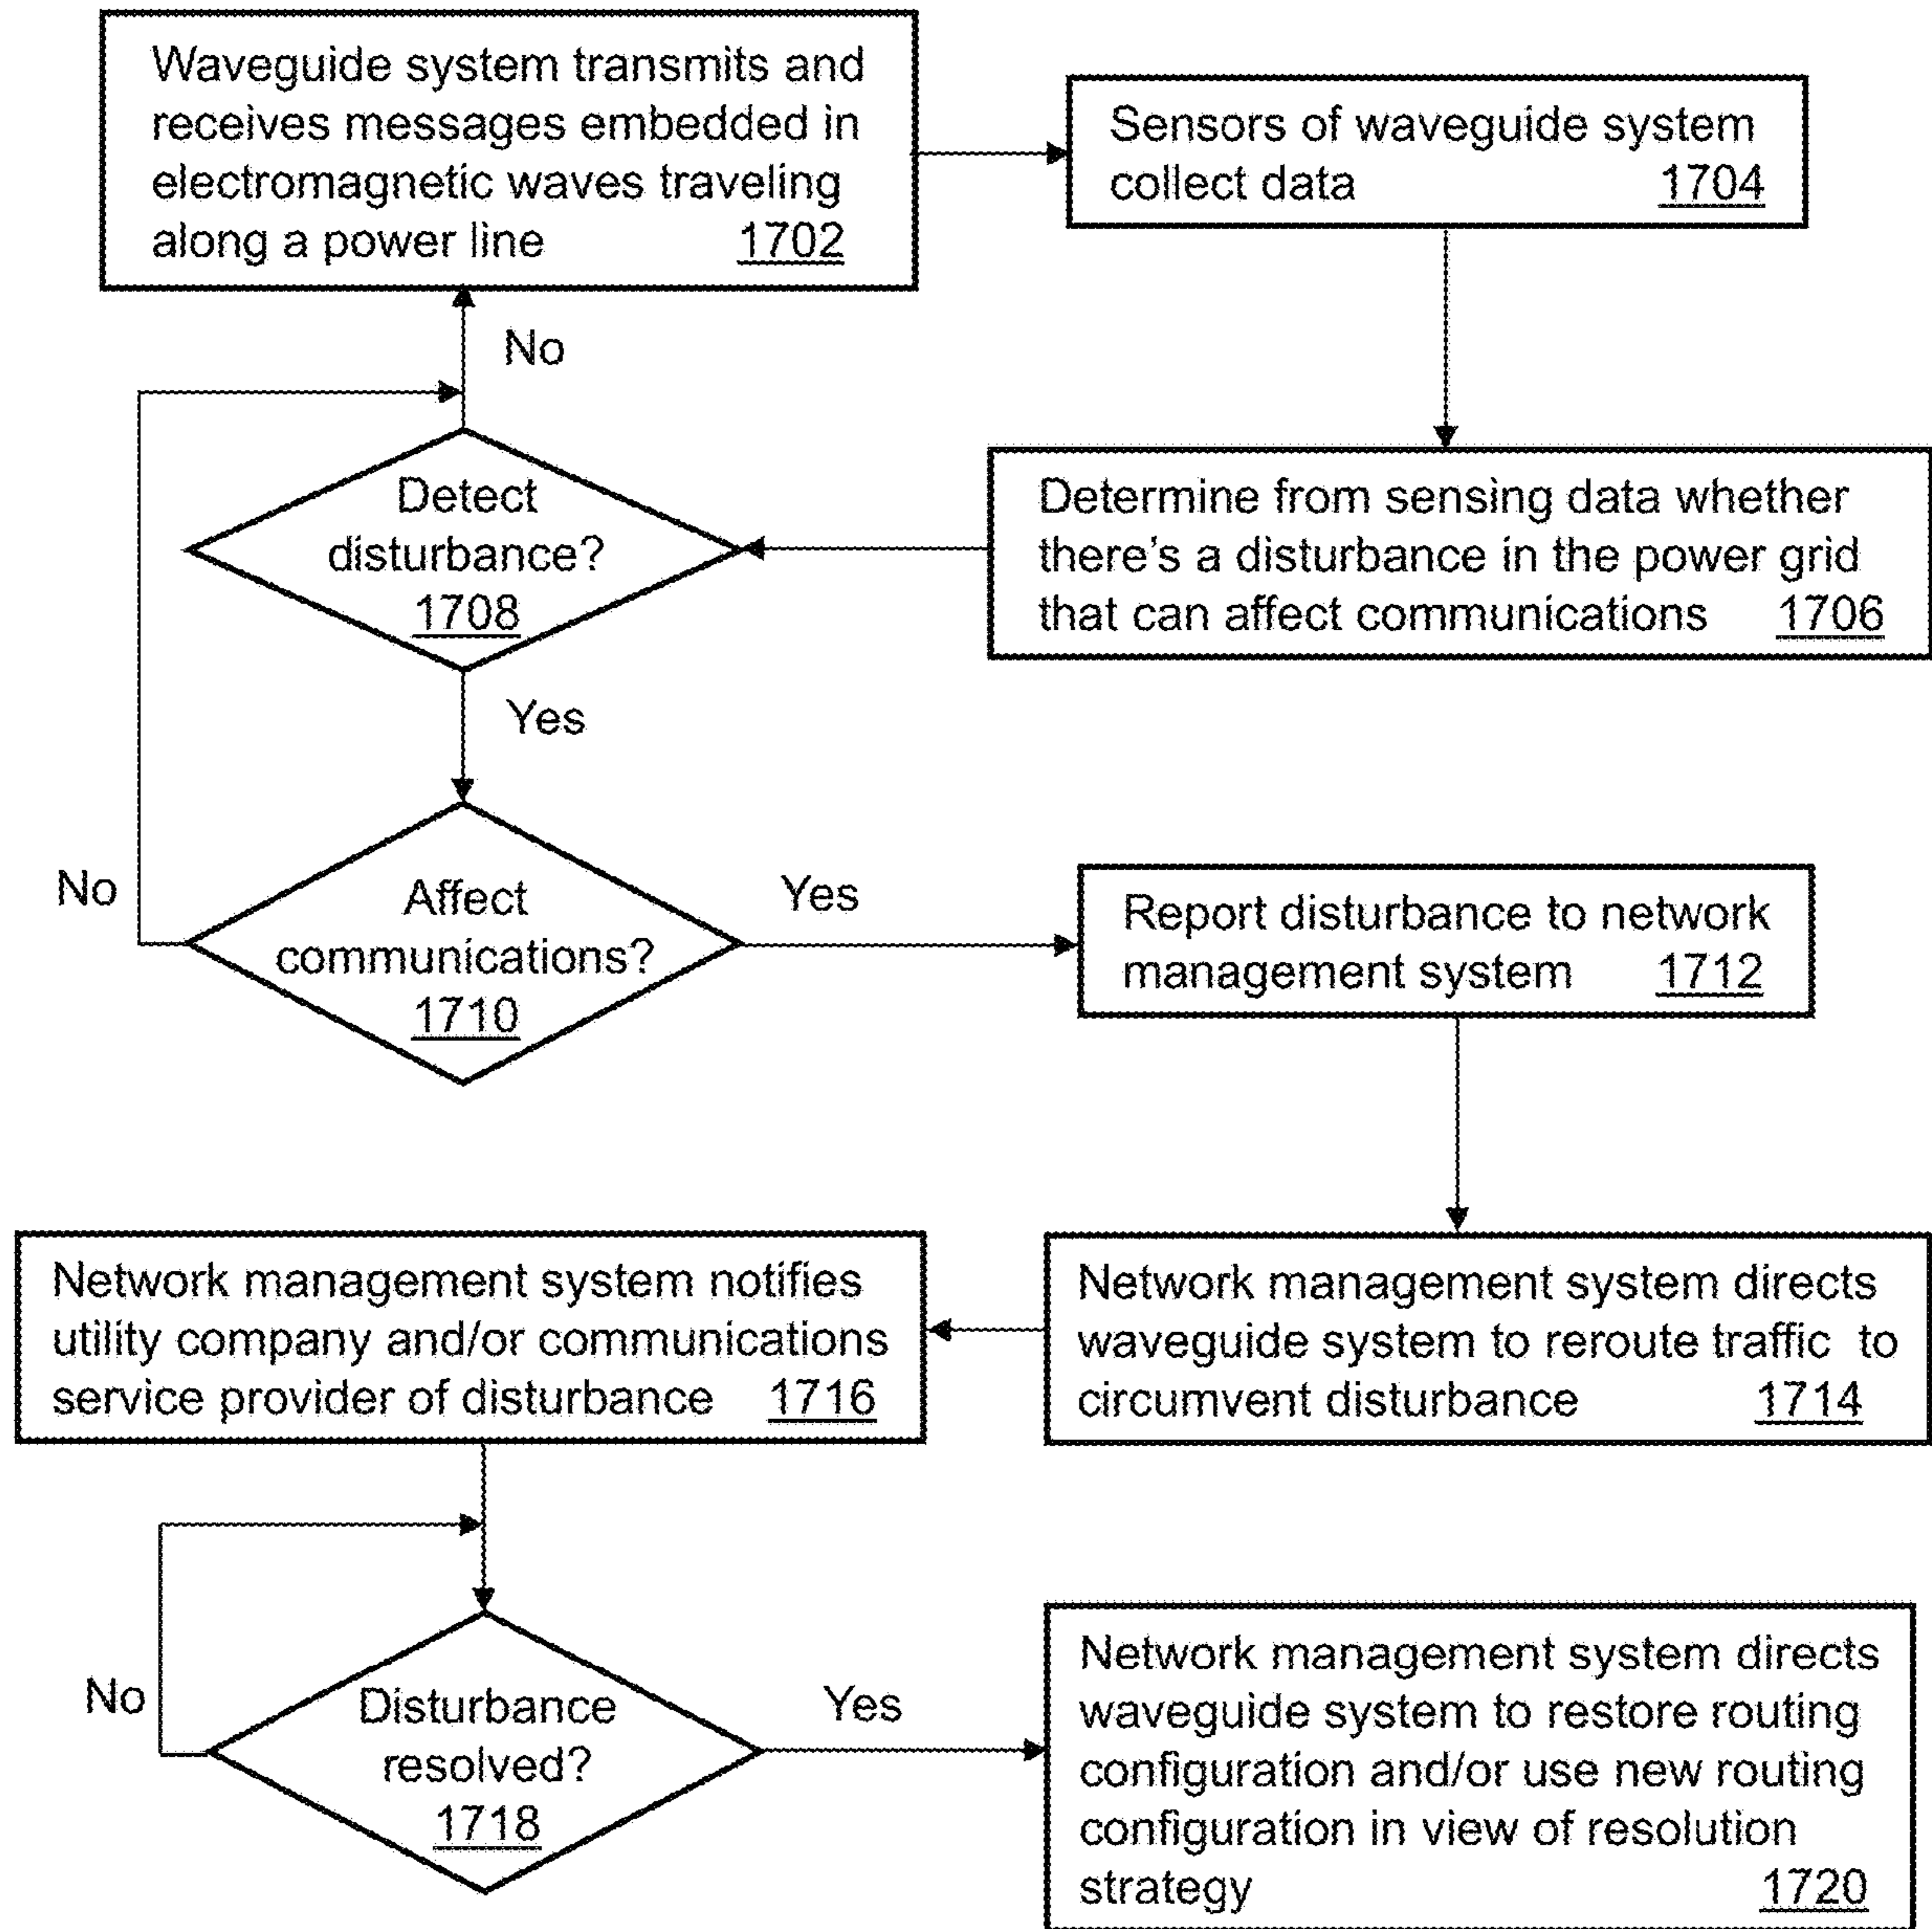 Waveguide system transmits and
receives messages embedded in
electromagnetic waves traveling
along a power line 1702
Sensors of waveguide system
collect data 1704
No
Detect
disturbance?
1708
Determine from sensing data whether
there's a disturbance in the power grid
that can affect communications 1706
Yes
No
Affect
communications?
1710
Yes
Report disturbance to network
management system 1712
Network management system notifies
utility company and/or communications
service provider of disturbance 1716
Network management system directs
waveguide system to reroute traffic to
circumvent disturbance 1714
No
Disturbance
resolved?
1718
Yes
Network management system directs
waveguide system to restore routing
configuration and/or use new routing
configuration in view of resolution
strategy 1720